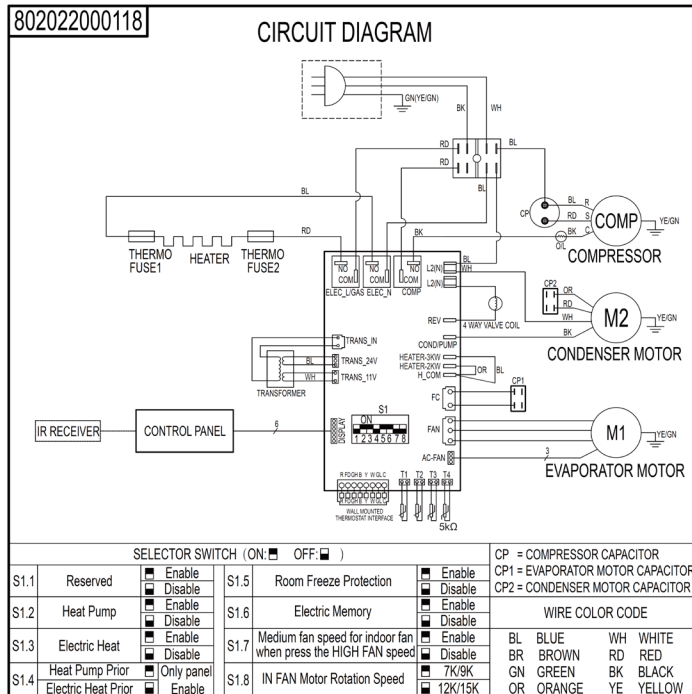 802022000118
CIRCUIT DIAGRAM
GN(YE/GN)
BK
WH
RD
RD
BL
BL
BL
RD
BK
CP
BL R
RD S
BK C
O/L
COMP
YE/GN
COMPRESSOR
THERMO FUSE1
HEATER
THERMO FUSE2
NO
COM
NO
COM
NO
COM
ELEC_L/GAS
ELEC_N
COMP
L2(N)
BL
WH
L2(N)
REV
4 WAY VALVE COIL
CP2
OR
RD
WH
BK
M2
YE/GN
CONDENSER MOTOR
COND/PUMP
HEATER-3KW
HEATER-2KW
H_COM
OR
BL
TRANS_IN
TRANS_24V
TRANS_11V
BL
WH
TRANSFORMER
CP1
FC
FAN
AC-FAN
3
M1
YE/GN
EVAPORATOR MOTOR
IR RECEIVER
CONTROL PANEL
6
DISPLAY
S1
ON
1 2 3 4 5 6 7 8
R FDGH B Y W G L C
R FDGH B Y W G L C
WALL MOUNTED
THERMOSTAT INTERFACE
T1 T2 T3 T4
5kΩ
SELECTOR SWITCH (ON: OFF: )
S1.1 Reserved Enable
Disable
S1.2 Heat Pump Enable
Disable
S1.3 Electric Heat Enable
Disable
S1.4 Heat Pump Prior Only panel
Electric Heat Prior Enable
S1.5 Room Freeze Protection Enable
Disable
S1.6 Electric Memory Enable
Disable
S1.7 Medium fan speed for indoor fan Enable
when press the HIGH FAN speed Disable
S1.8 IN FAN Motor Rotation Speed 7K/9K
12K/15K
CP = COMPRESSOR CAPACITOR
CP1 = EVAPORATOR MOTOR CAPACITOR
CP2 = CONDENSER MOTOR CAPACITOR
WIRE COLOR CODE
BL BLUE WH WHITE
BR BROWN RD RED
GN GREEN BK BLACK
OR ORANGE YE YELLOW